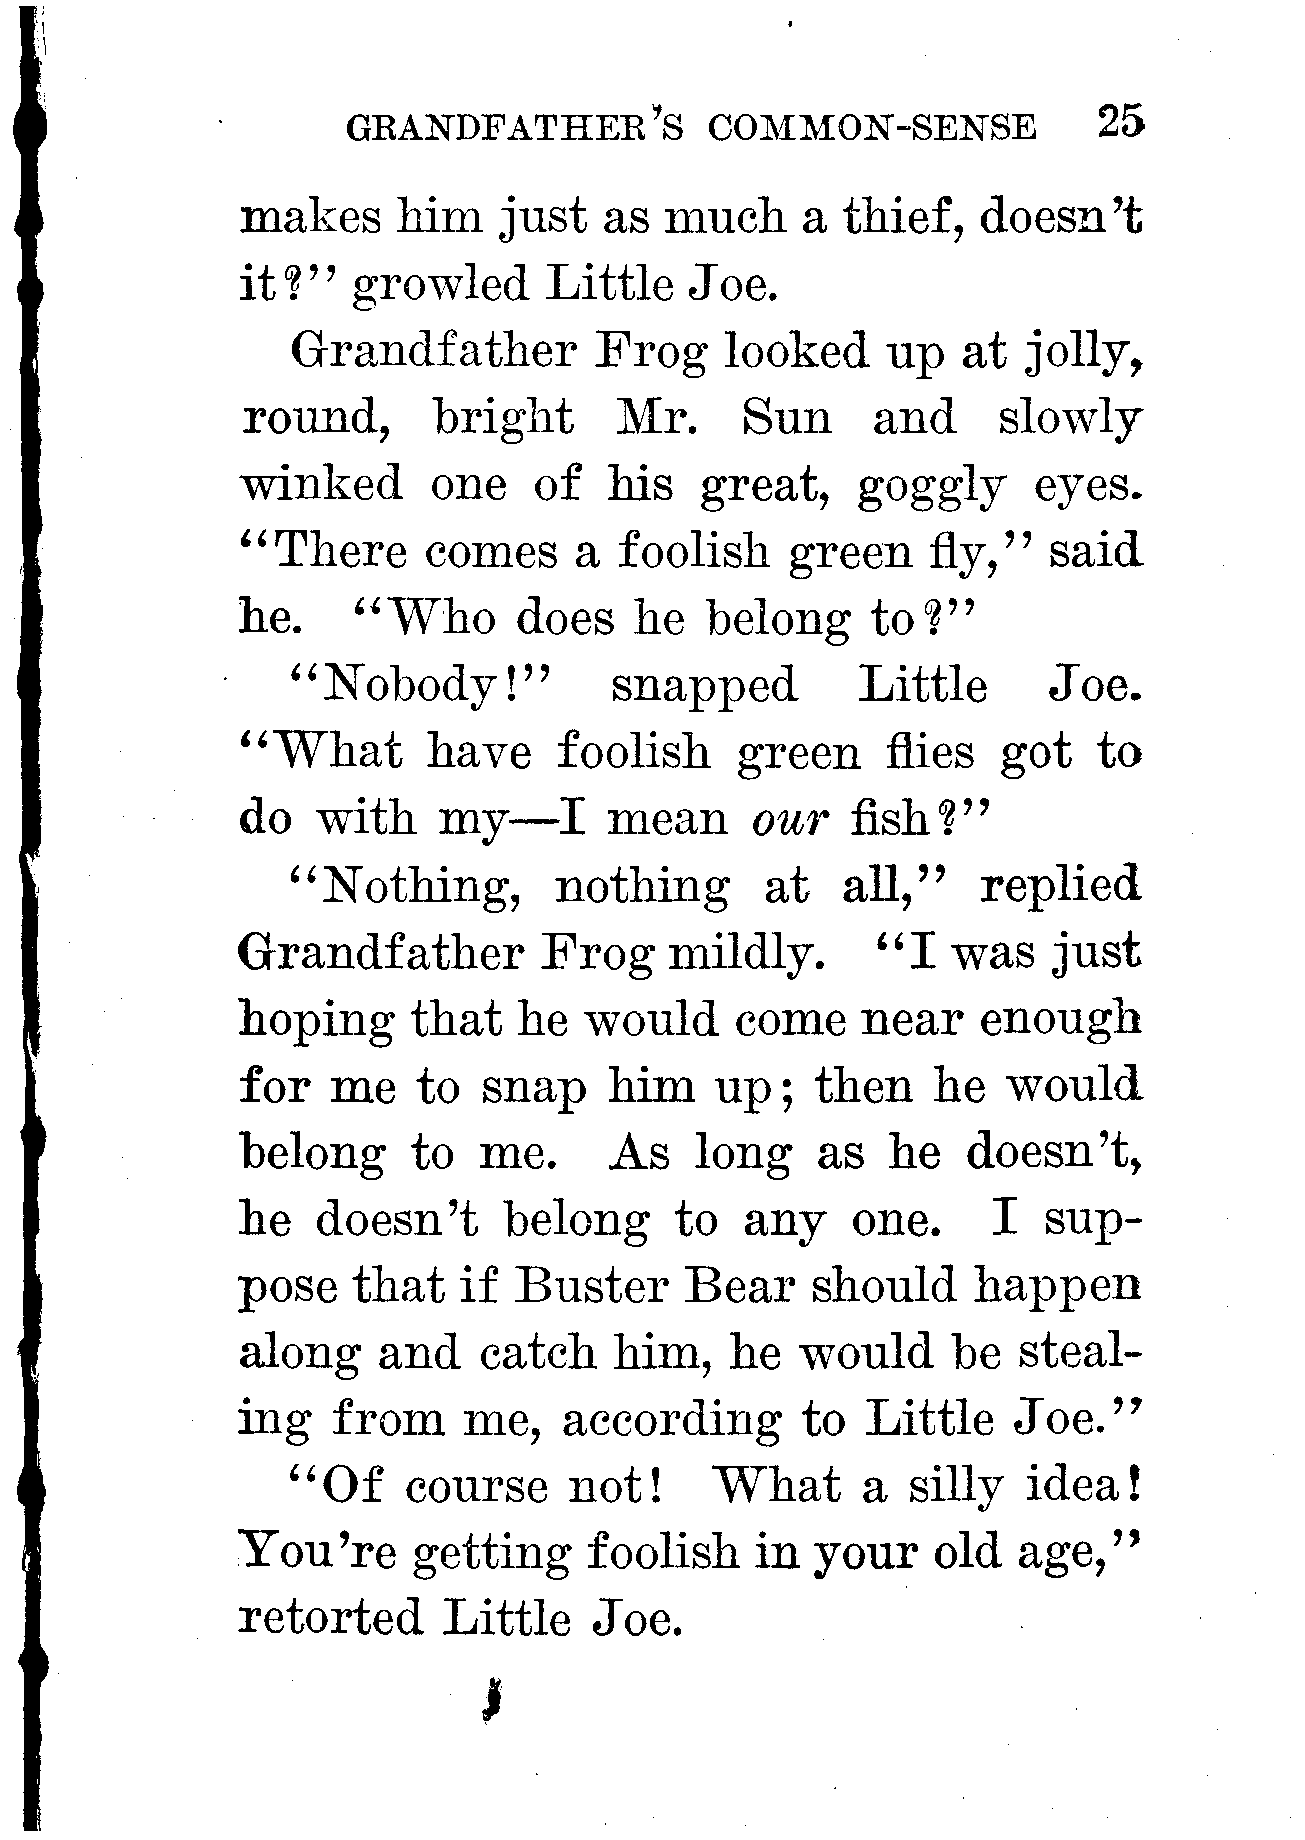 GRANDFATHER'S COMMON-SENSE 25
makes him just as much a thief, doesn't
it?" growled Little Joe.
Grandfather Frog looked up at jolly,
round, bright Mr. Sun and slowly
winked one of his great, goggly eyes.
"There comes a foolish green fly," said
he. "Who does he belong to?"
"Nobody!" snapped Little Joe.
"What have foolish green flies got to
do with my—I mean our fish?"
"Nothing, nothing at all," replied
Grandfather Frog mildly. "I was just
hoping that he would come near enough
for me to snap him up; then he would
belong to me. As long as he doesn't,
he doesn't belong to any one. I sup-
pose that if Buster Bear should happen
along and catch him, he would be steal-
ing from me, according to Little Joe."
"Of course not! What a silly idea!
You're getting foolish in your old age,"
retorted Little Joe.